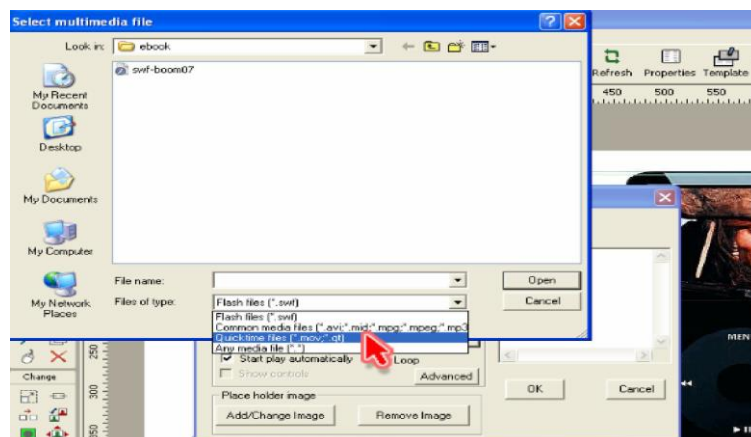 Select multimedia file
Look in:
ebook
swf-boom07
My Recent
Documents
Desktop
My Documents
My Computer
My Network
Places
File name:
Open
Files of type:
Flash files (*.swf)
Cancel
Flash files (*.swf)
Common media files (*.avi;*.mid;*.mpg;*.mpeg;*.mp3
Quicktime files (*.mov;*.qt)
Any media file (*.*)
Start play automatically
Loop
Show controls
Advanced
Place holder image
Add/Change Image
Remove Image
OK
Cancel
Refresh
Properties
Template
450
500
550
Change
250
300
350
MEN